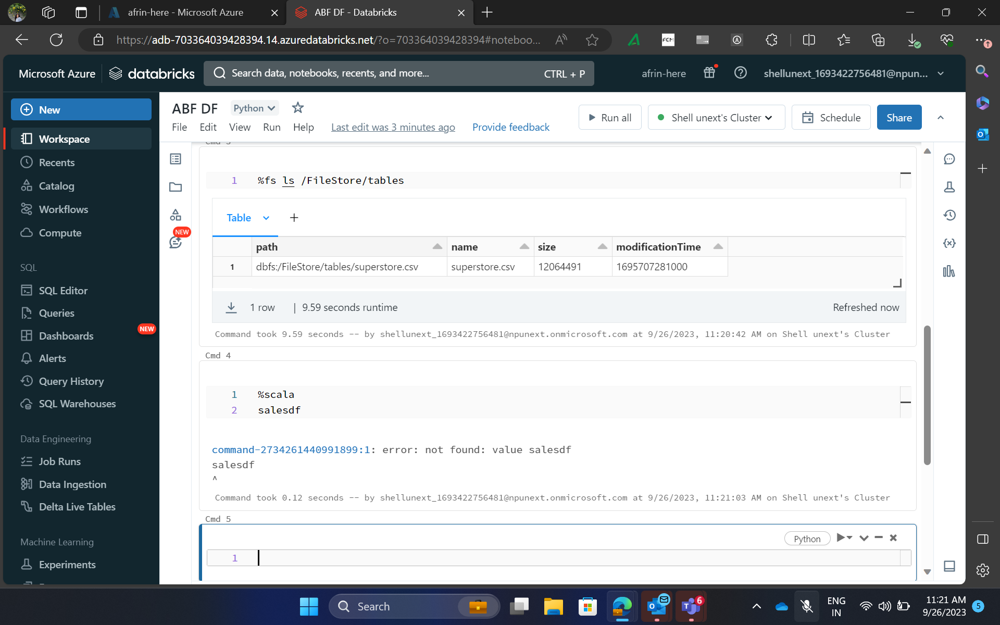 afrin-here - Microsoft Azure
ABF DF - Databricks
https://adb-703364039428394.14.azuredatabricks.net/?o=703364039428394#noteboo...
Microsoft Azure
databricks
Search data, notebooks, recents, and more...
CTRL + P
afrin-here
shellunext_1693422756481@npun...
New
Workspace
Recents
Catalog
Workflows
Compute
SQL
SQL Editor
Queries
Dashboards
NEW
Alerts
Query History
SQL Warehouses
Data Engineering
Job Runs
Data Ingestion
Delta Live Tables
Machine Learning
Experiments
ABF DF
Python
File Edit View Run Help
Last edit was 3 minutes ago
Provide feedback
Run all
Shell unext's Cluster
Schedule
Share
NEW
Cmd 3
1 %fs ls /FileStore/tables
Table
path name size modificationTime
1 dbfs:/FileStore/tables/superstore.csv superstore.csv 12064491 1695707281000
1 row | 9.59 seconds runtime
Refreshed now
Command took 9.59 seconds -- by shellunext_1693422756481@npunext.onmicrosoft.com at 9/26/2023, 11:20:42 AM on Shell unext's Cluster
Cmd 4
1 %scala
2 salesdf
command-2734261440991899:1: error: not found: value salesdf
salesdf
^
Command took 0.12 seconds -- by shellunext_1693422756481@npunext.onmicrosoft.com at 9/26/2023, 11:21:03 AM on Shell unext's Cluster
Cmd 5
Python
1
Search
6
ENG
IN
11:21 AM
9/26/2023
5